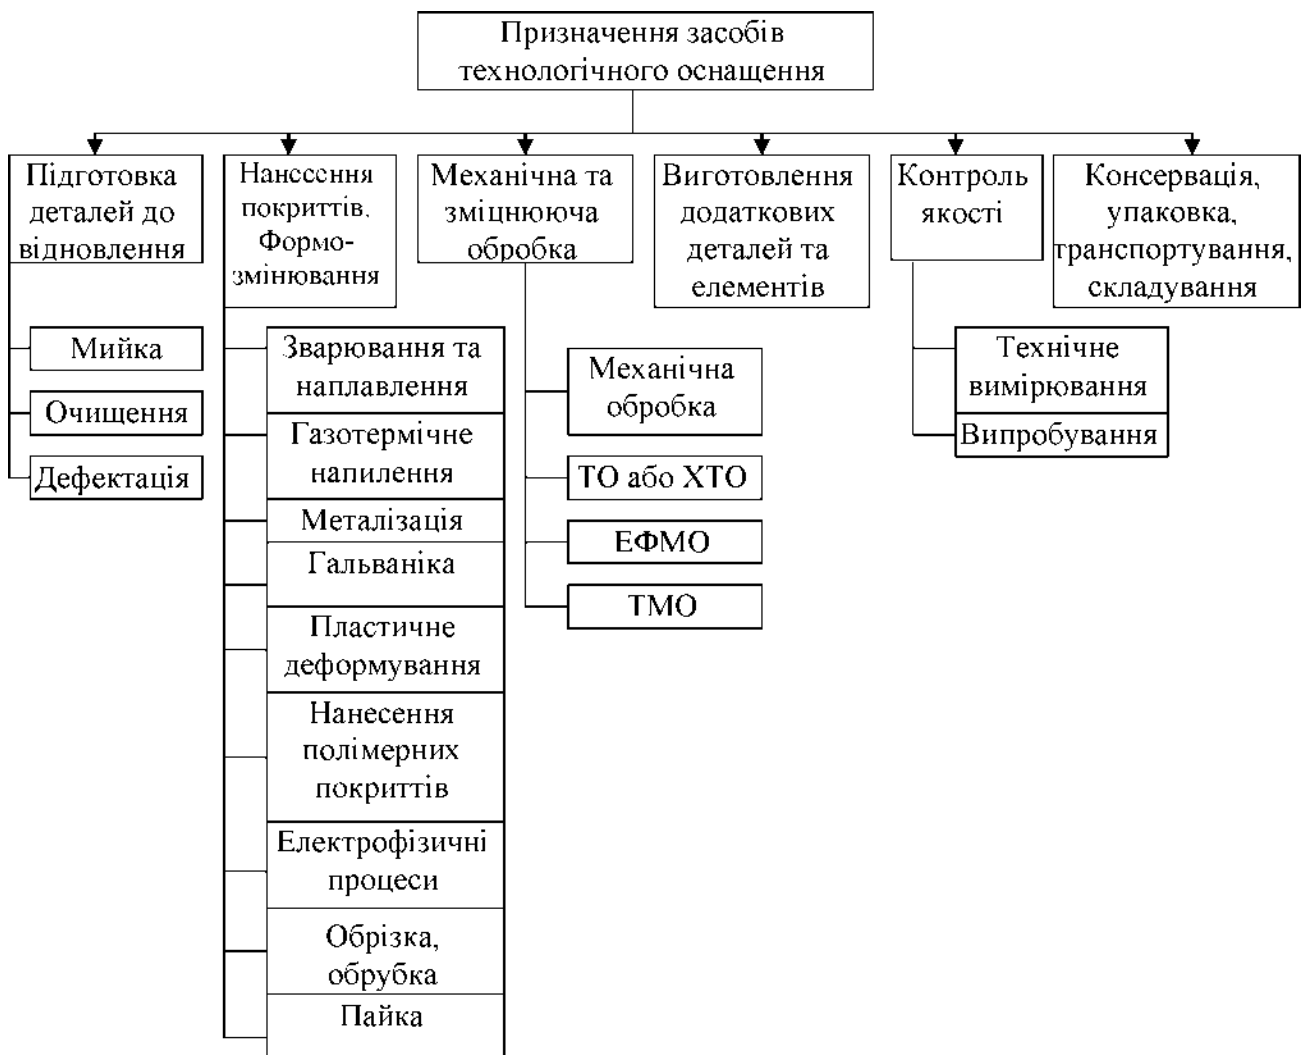 Призначення засобів
технологічного оснащення
Підготовка
деталей до
відновлення
Нанесення
покриттів.
Формо-
змінювання
Механічна та
зміцнююча
обробка
Виготовлення
додаткових
деталей та
елементів
Контроль
якості
Консервація,
упаковка,
транспортування,
складування
Мийка
Очищення
Дефектація
Зварювання та
наплавлення
Газотермічне
напилення
Металізація
Гальваніка
Пластичне
деформування
Нанесення
полімерних
покриттів
Електрофізичні
процеси
Обрізка,
обрубка
Пайка
Механічна
обробка
ТО або ХТО
ЕФМО
ТМО
Технічне
вимірювання
Випробування